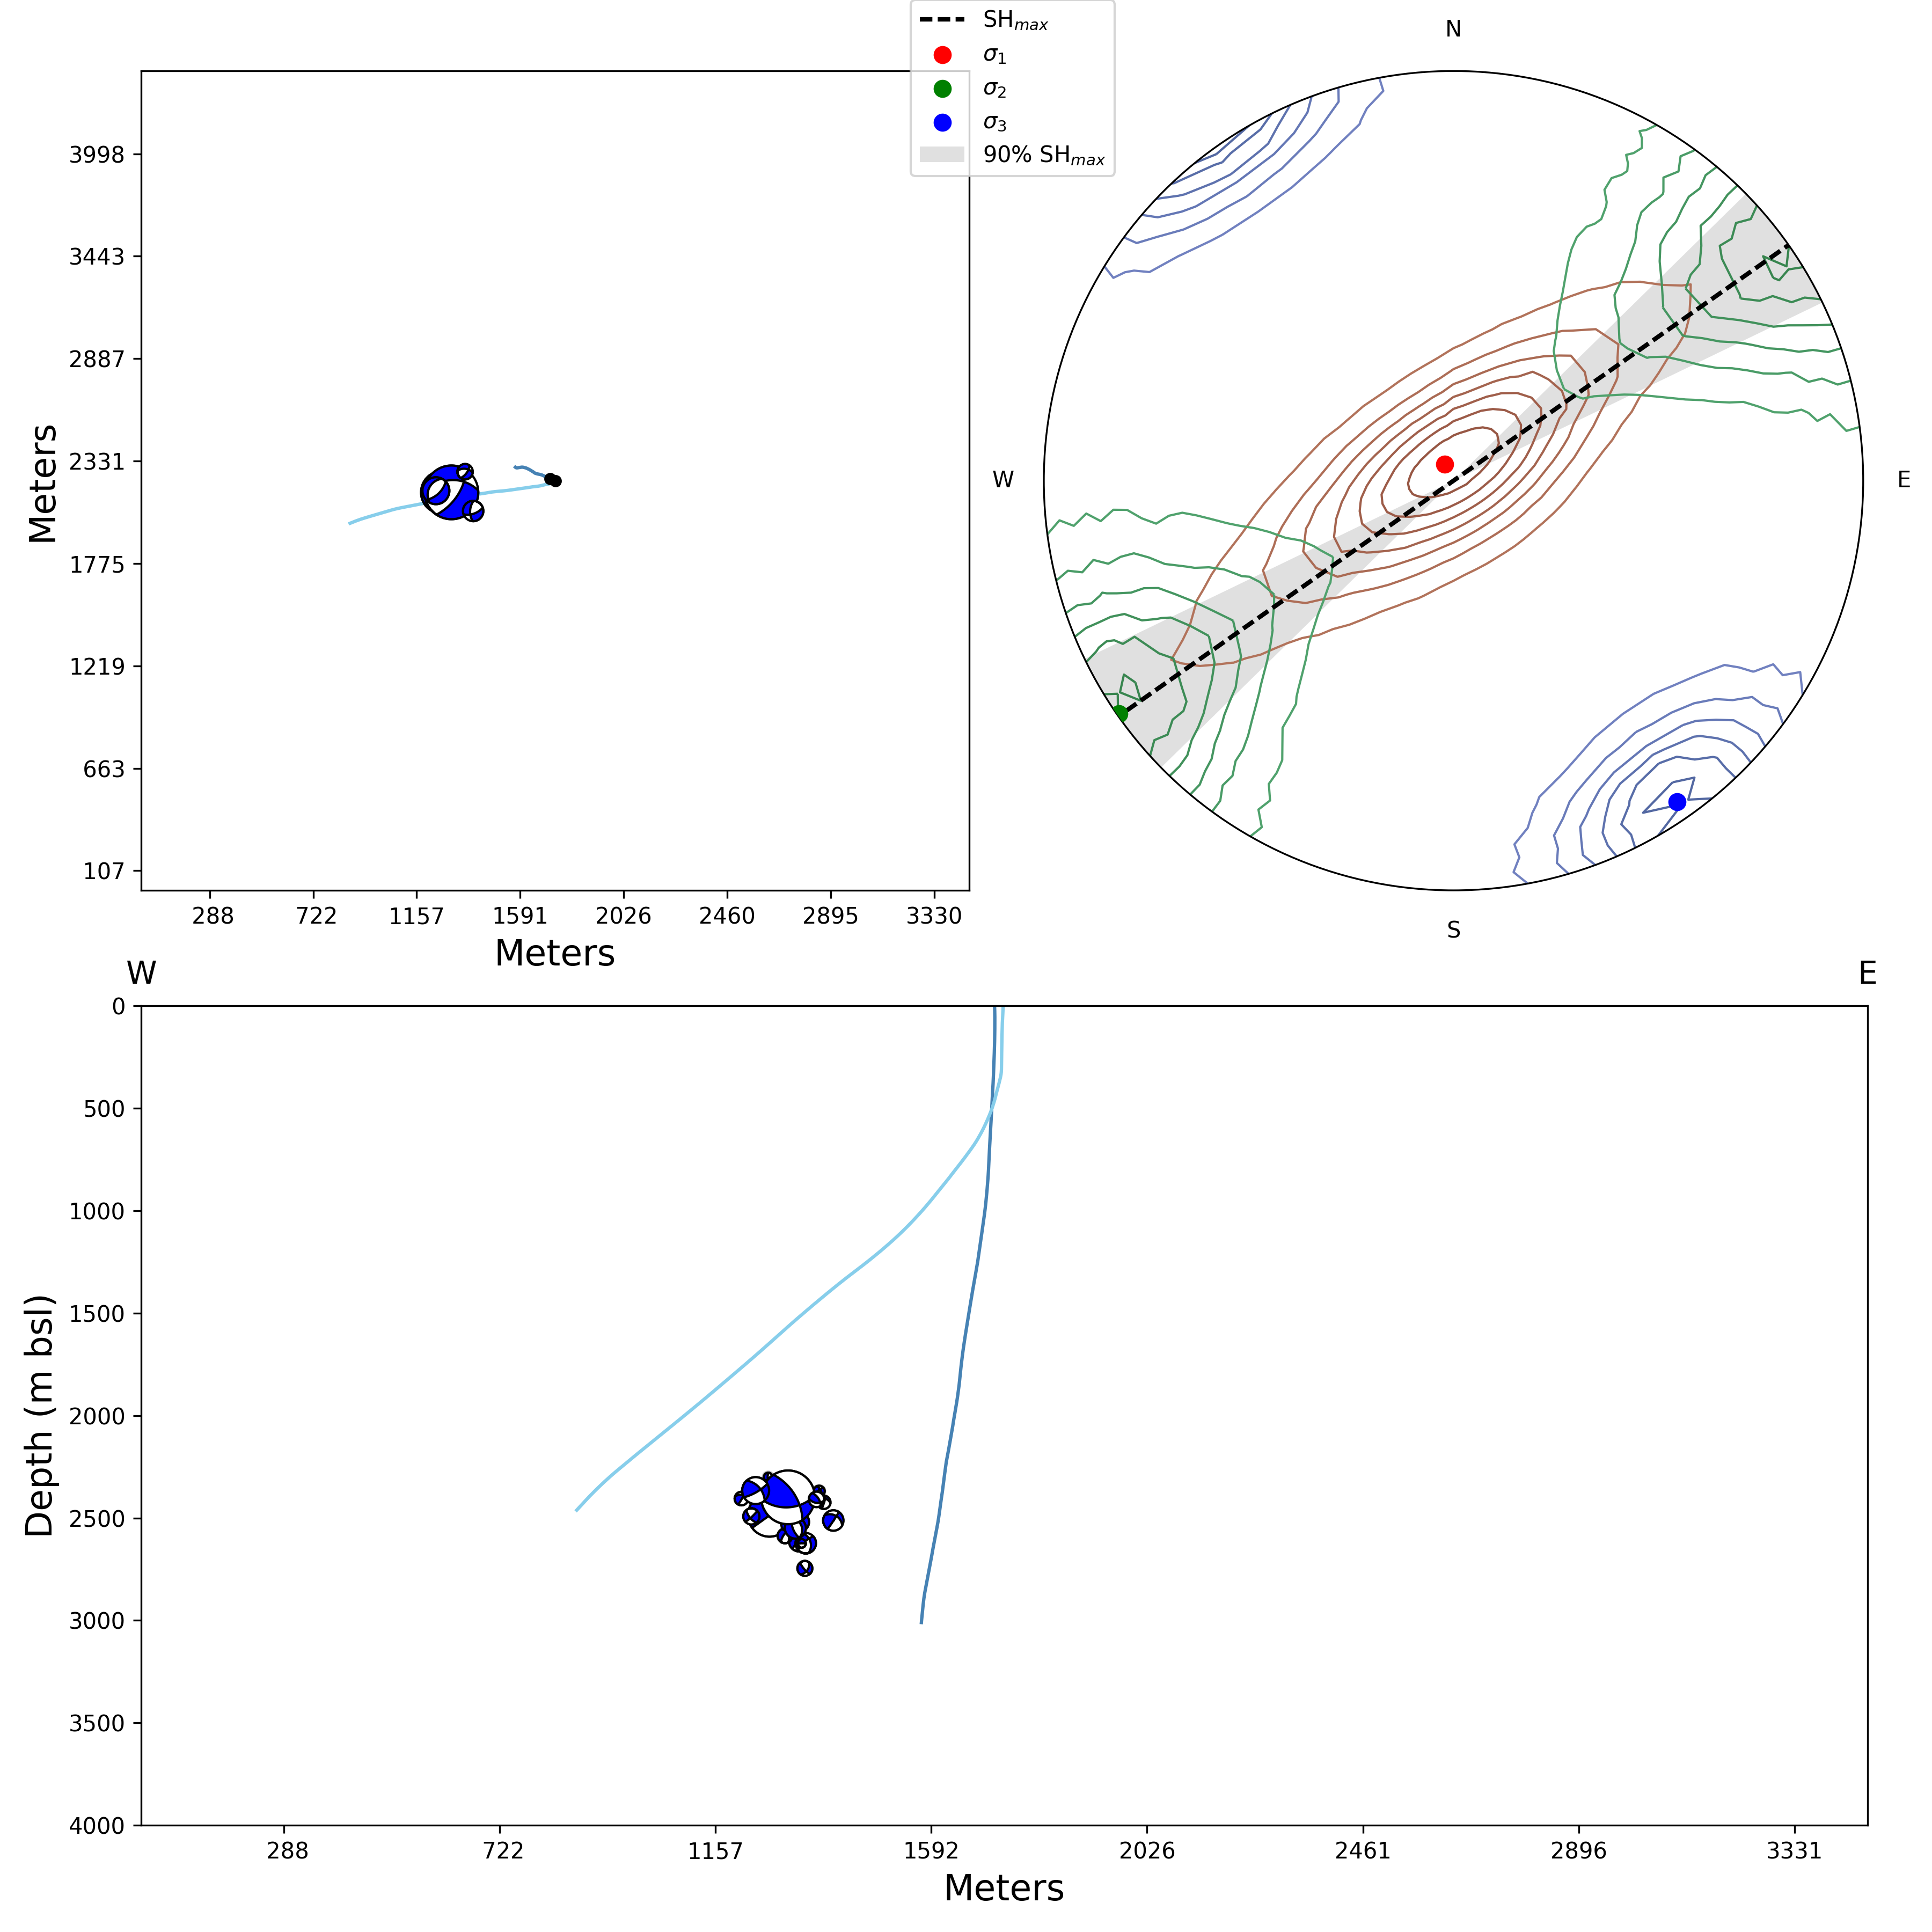 SHmax
σ1
σ2
σ3
90% SHmax
Meters
3998
3443
2887
2331
1775
1219
663
107
288 722 1157 1591 2026 2460 2895 3330
Meters
N
W E
S
W E
Depth (m bsl)
0
500
1000
1500
2000
2500
3000
3500
4000
288 722 1157 1592 2026 2461 2896 3331
Meters